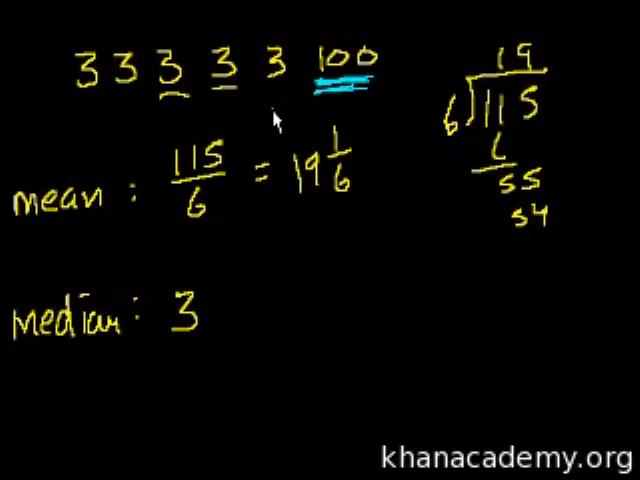 3 3 3 3 3 100
19
6)115
6
55
54
mean: 115/6 = 19 1/6
median: 3
khanacademy.org